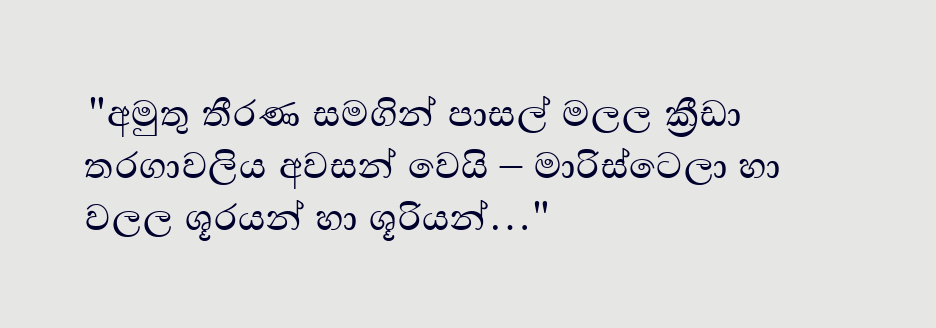 "අමුතු තීරණ සමගින් පාසල් මලල ක්‍රීඩා
තරගාවලිය අවසන් වෙයි – මාරිස්ටෙලා හා
වලල ශූරයන් හා ශූරියන්…"